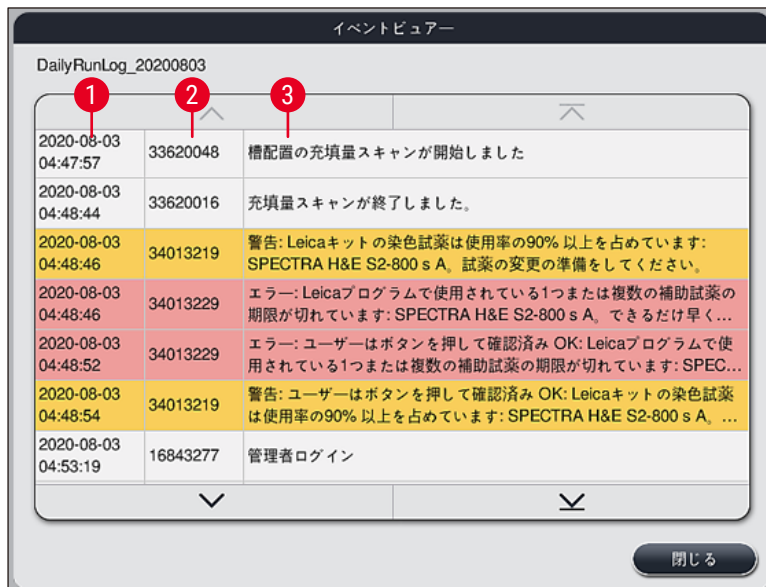 イベントビュアー
DailyRunLog_20200803
1 2 3
2020-08-03
04:47:57
33620048
槽配置の充填量スキャンが開始しました
2020-08-03
04:48:44
33620016
充填量スキャンが終了しました。
2020-08-03
04:48:46
34013219
警告: Leicaキットの染色試薬は使用率の90% 以上を占めています:
SPECTRA H&E S2-800 s A。試薬の変更の準備をしてください。
2020-08-03
04:48:46
34013229
エラー: Leicaプログラムで使用されている1つまたは複数の補助試薬の
期限が切れています: SPECTRA H&E S2-800 s A。できるだけ早く...
2020-08-03
04:48:52
34013229
エラー: ユーザーはボタンを押して確認済み OK: Leicaプログラムで使
用されている1つまたは複数の補助試薬の期限が切れています: SPEC...
2020-08-03
04:48:54
34013219
警告: ユーザーはボタンを押して確認済み OK: Leicaキットの染色試薬
は使用率の90% 以上を占めています: SPECTRA H&E S2-800 s A。...
2020-08-03
04:53:19
16843277
管理者ログイン
閉じる